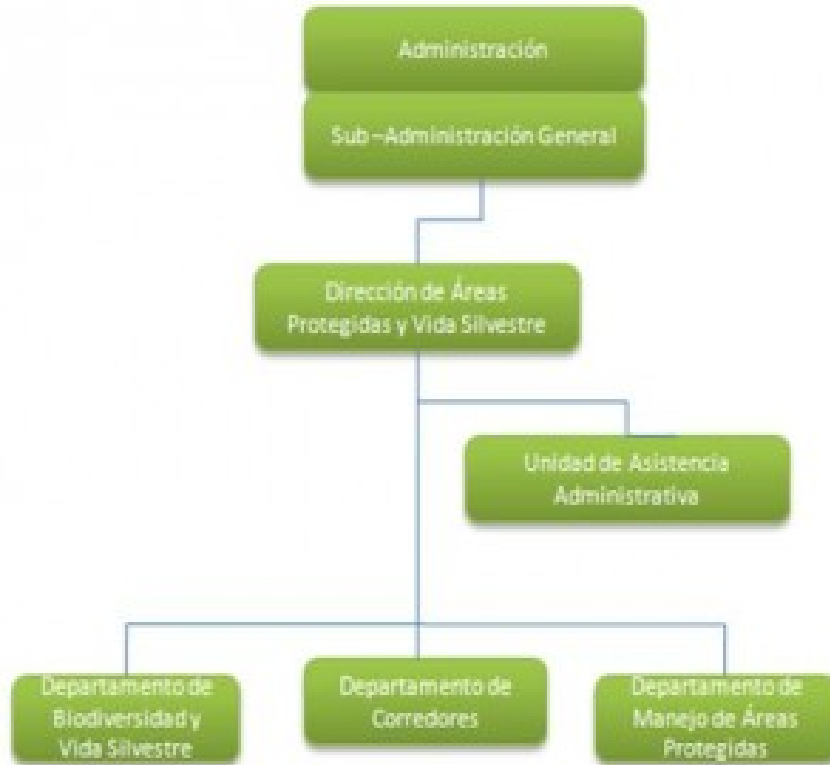 Administración
Sub –Administración General
Dirección de Áreas
Protegidas y Vida Silvestre
Unidad de Asistencia
Administrativa
Departamento de
Biodiversidad y
Vida Silvestre
Departamento de
Corredores
Departamento de
Manejo de Áreas
Protegidas